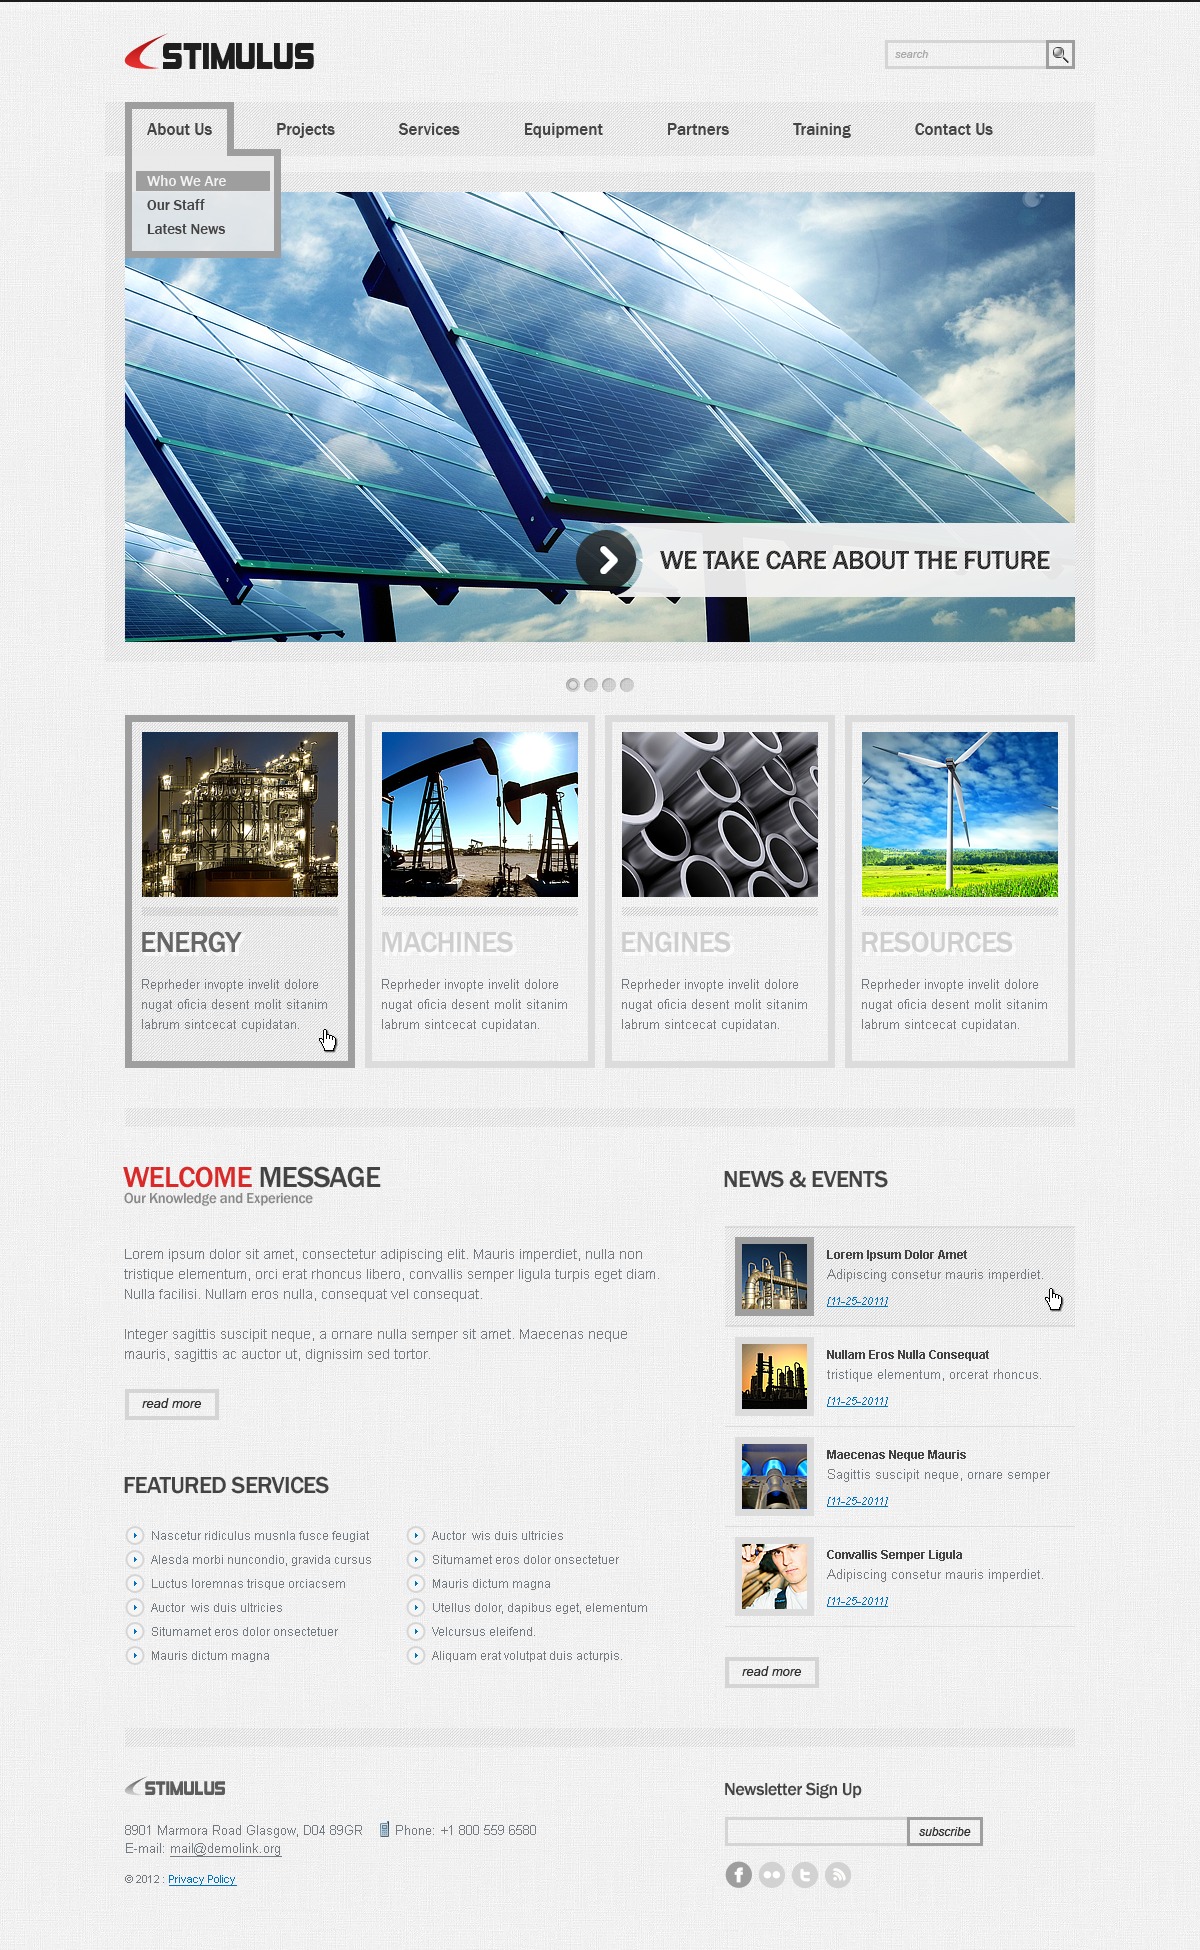 STIMULUS
search
About Us
Projects
Services
Equipment
Partners
Training
Contact Us
Who We Are
Our Staff
Latest News
WE TAKE CARE ABOUT THE FUTURE
ENERGY
Reprheder invopte invelit dolore
nugat oficia desent molit sitanim
labrum sintcecat cupidatan.
MACHINES
Reprheder invopte invelit dolore
nugat oficia desent molit sitanim
labrum sintcecat cupidatan.
ENGINES
Reprheder invopte invelit dolore
nugat oficia desent molit sitanim
labrum sintcecat cupidatan.
RESOURCES
Reprheder invopte invelit dolore
nugat oficia desent molit sitanim
labrum sintcecat cupidatan.
WELCOME MESSAGE
Our Knowledge and Experience
Lorem ipsum dolor sit amet, consectetur adipiscing elit. Mauris imperdiet, nulla non
tristique elementum, orci erat rhoncus libero, convallis semper ligula turpis eget diam.
Nulla facilisi. Nullam eros nulla, consequat vel consequat.
Integer sagittis suscipit neque, a ornare nulla semper sit amet. Maecenas neque
mauris, sagittis ac auctor ut, dignissim sed tortor.
read more
FEATURED SERVICES
Nascetur ridiculus musnla fusce feugiat
Alesda morbi nuncondio, gravida cursus
Luctus loremnas trisque orciacsem
Auctor wis duis ultricies
Situmamet eros dolor onsectetuer
Mauris dictum magna
Auctor wis duis ultricies
Situmamet eros dolor onsectetuer
Mauris dictum magna
Utellus dolor, dapibus eget, elementum
Velcursus eleifend.
Aliquam erat volutpat duis acturpis.
NEWS & EVENTS
Lorem Ipsum Dolor Amet
Adipiscing consetur mauris imperdiet.
[11-25-2011]
Nullam Eros Nulla Consequat
tristique elementum, orcerat rhoncus.
[11-25-2011]
Maecenas Neque Mauris
Sagittis suscipit neque, ornare semper
[11-25-2011]
Convallis Semper Ligula
Adipiscing consetur mauris imperdiet.
[11-25-2011]
read more
STIMULUS
8901 Marmora Road Glasgow, D04 89GR Phone: +1 800 559 6580
E-mail: mail@demolink.org
© 2012 : Privacy Policy
Newsletter Sign Up
subscribe